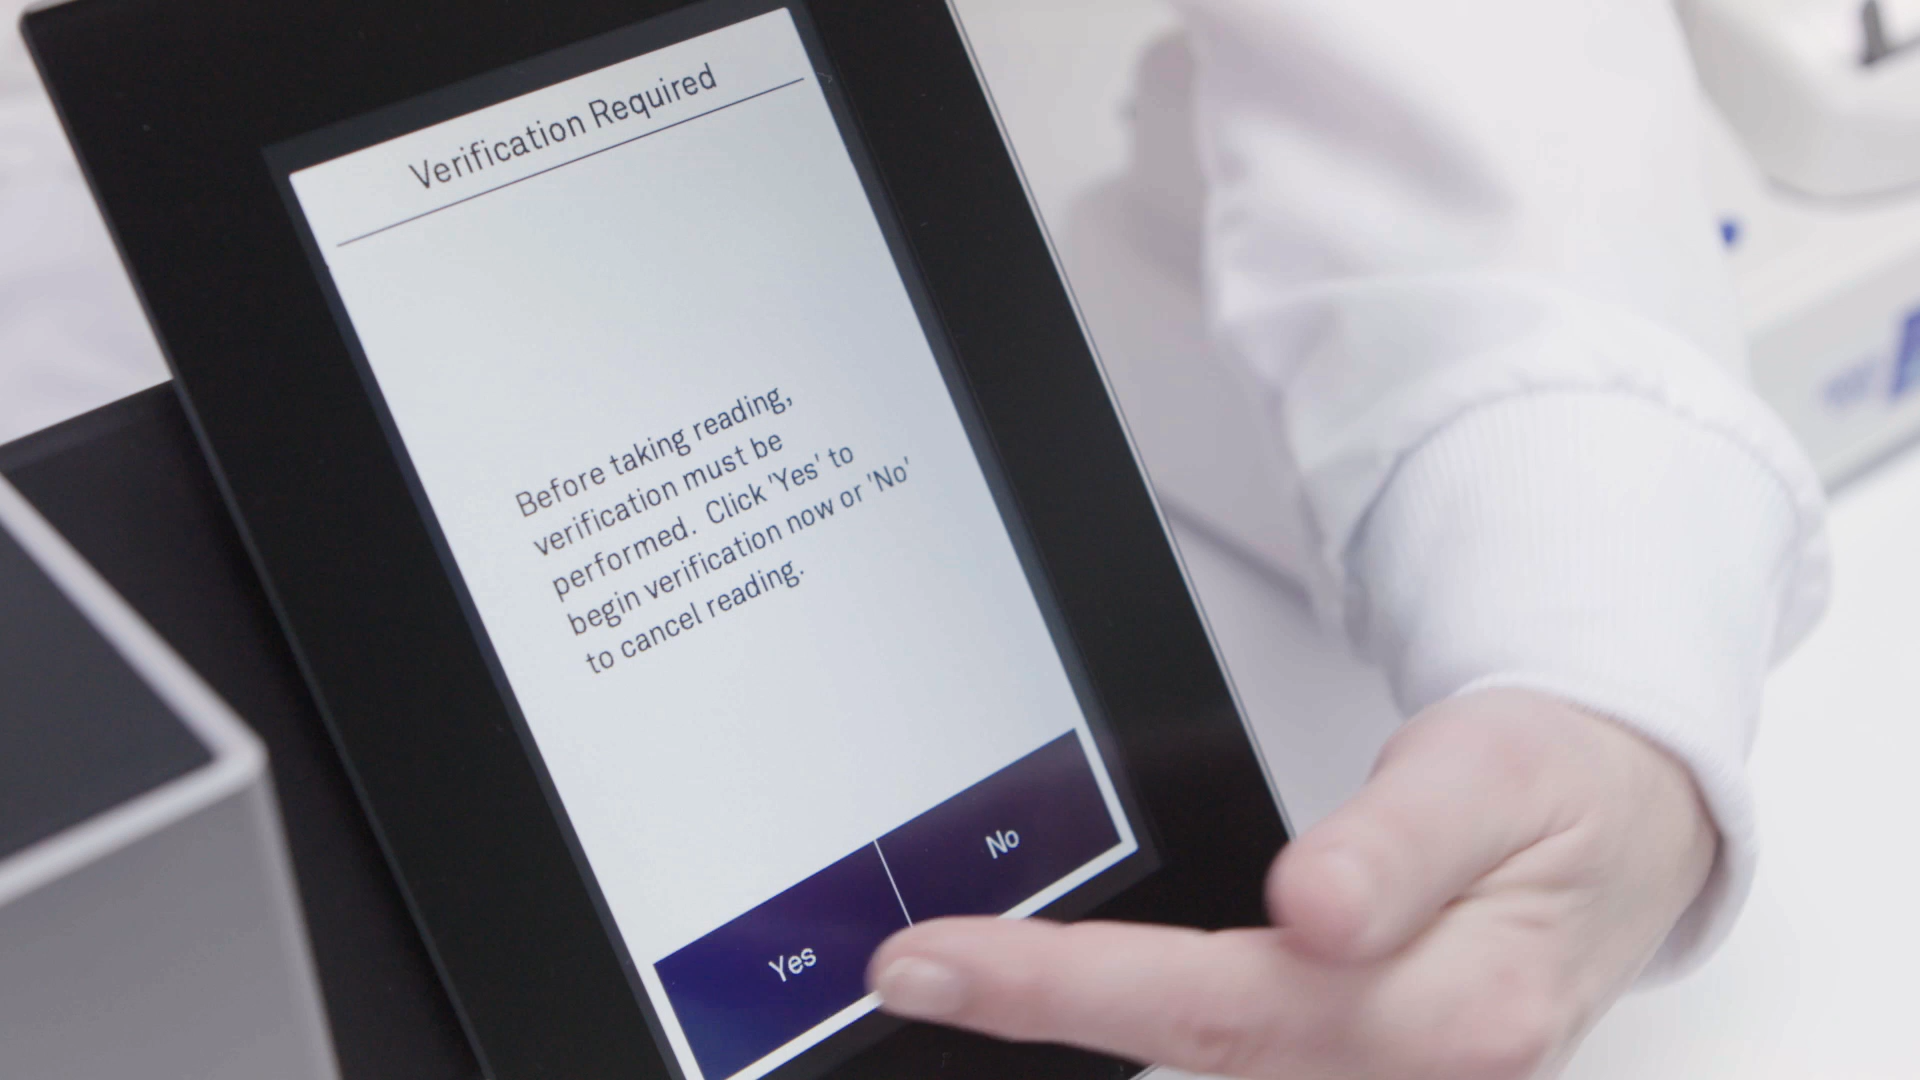 Verification Required
Before taking reading,
verification must be
performed. Click 'Yes' to
begin verification now or 'No'
to cancel reading.
Yes
No